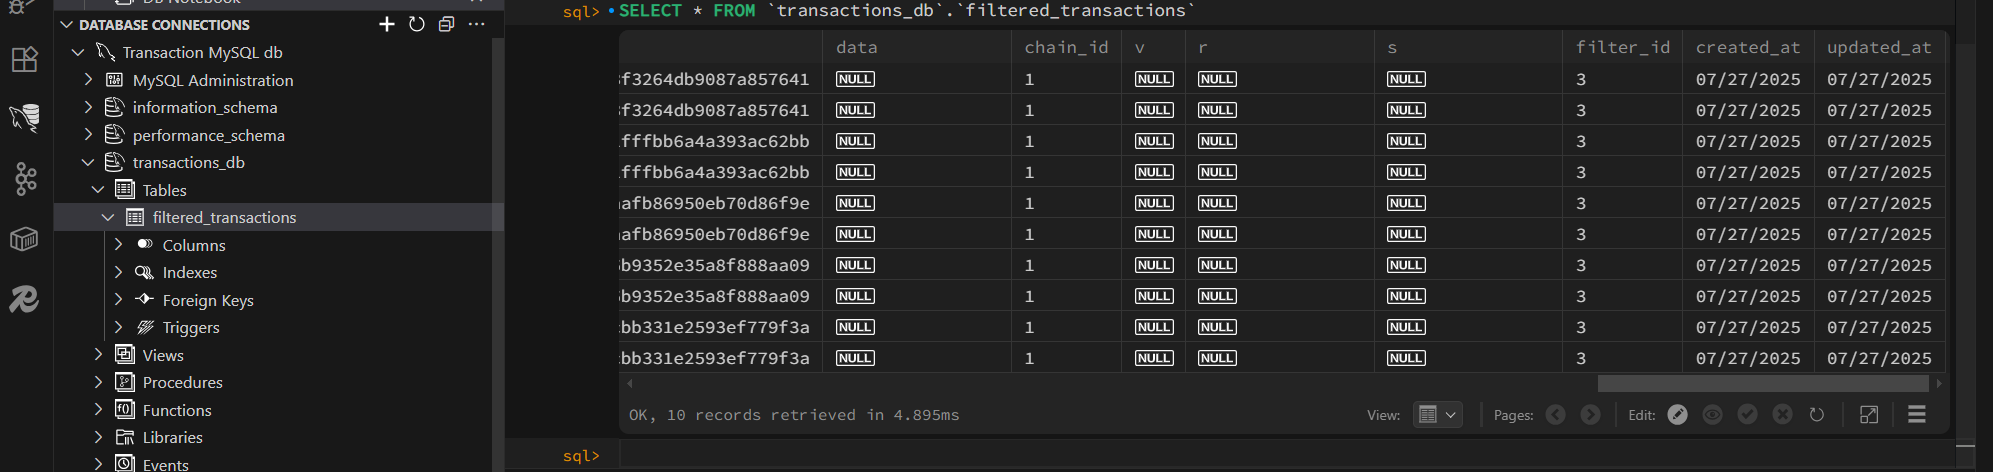 DB Notebook
DATABASE CONNECTIONS
Transaction MySQL db
MySQL Administration
information_schema
performance_schema
transactions_db
Tables
filtered_transactions
Columns
Indexes
Foreign Keys
Triggers
Views
Procedures
Functions
Libraries
Events
sql> SELECT * FROM `transactions_db`.`filtered_transactions`
data chain_id v r s filter_id created_at updated_at
f3264db9087a857641 NULL 1 NULL NULL NULL 3 07/27/2025 07/27/2025
f3264db9087a857641 NULL 1 NULL NULL NULL 3 07/27/2025 07/27/2025
fffbb6a4a393ac62bb NULL 1 NULL NULL NULL 3 07/27/2025 07/27/2025
fffbb6a4a393ac62bb NULL 1 NULL NULL NULL 3 07/27/2025 07/27/2025
afb86950eb70d86f9e NULL 1 NULL NULL NULL 3 07/27/2025 07/27/2025
afb86950eb70d86f9e NULL 1 NULL NULL NULL 3 07/27/2025 07/27/2025
b9352e35a8f888aa09 NULL 1 NULL NULL NULL 3 07/27/2025 07/27/2025
b9352e35a8f888aa09 NULL 1 NULL NULL NULL 3 07/27/2025 07/27/2025
bb331e2593ef779f3a NULL 1 NULL NULL NULL 3 07/27/2025 07/27/2025
bb331e2593ef779f3a NULL 1 NULL NULL NULL 3 07/27/2025 07/27/2025
OK, 10 records retrieved in 4.895ms
View: Pages: Edit:
sql>